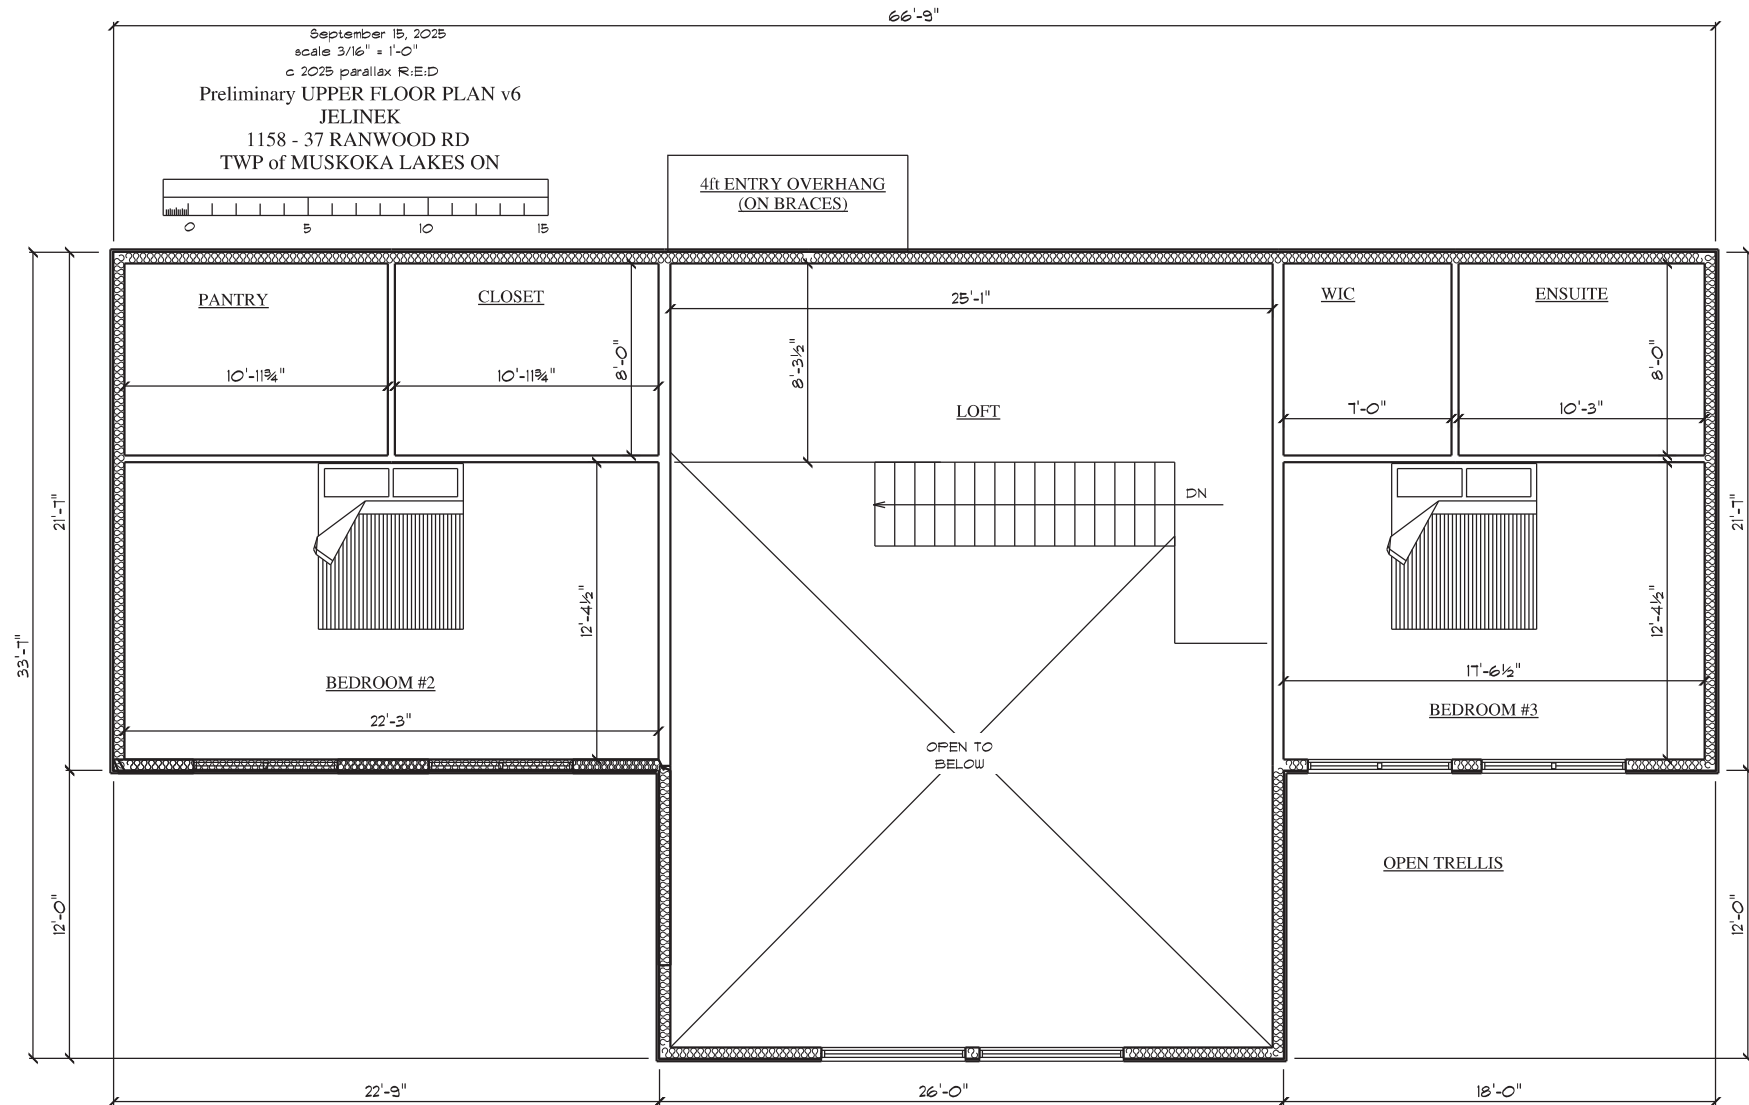 66'-9"
September 15, 2025
scale 3/16" = 1'-0"
c 2025 parallax R:E:D
Preliminary UPPER FLOOR PLAN v6
JELINEK
1158 - 37 RANWOOD RD
TWP of MUSKOKA LAKES ON
0 5 10 15
4ft ENTRY OVERHANG
(ON BRACES)
PANTRY
CLOSET
WIC
ENSUITE
25'-1"
10'-11¾"
10'-11¾"
8'-0"
8'-3½"
LOFT
7'-0"
10'-3"
8'-0"
DN
21'-7"
21'-7"
33'-7"
12'-4½"
12'-4½"
BEDROOM #2
22'-3"
17'-6½"
BEDROOM #3
OPEN TO
BELOW
OPEN TRELLIS
12'-0"
12'-0"
22'-9"
26'-0"
18'-0"